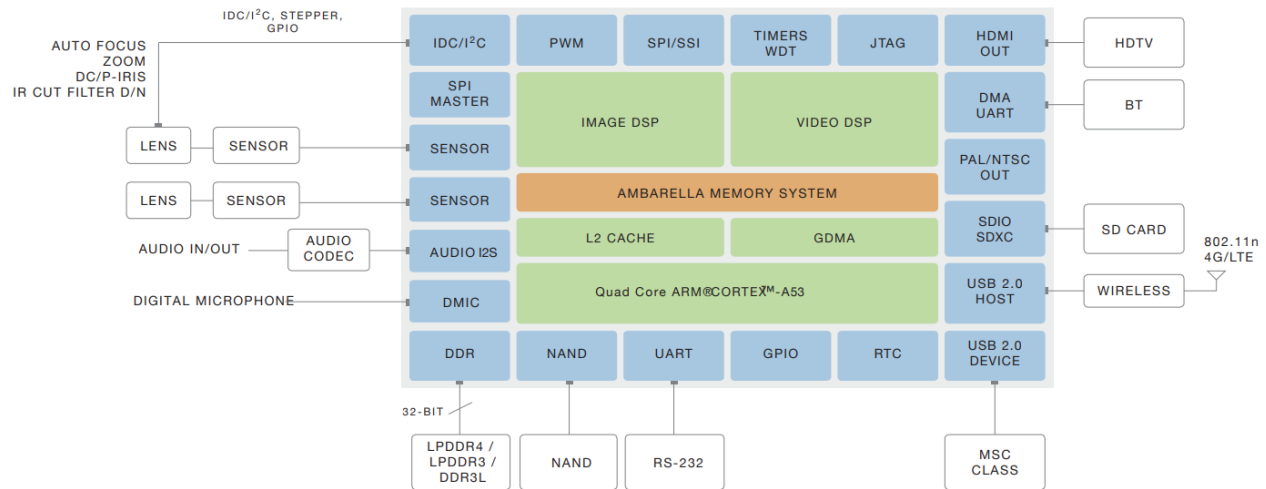 IDC/I²C, STEPPER,
GPIO
AUTO FOCUS
ZOOM
DC/P-IRIS
IR CUT FILTER D/N
IDC/I²C
PWM
SPI/SSI
TIMERS
WDT
JTAG
HDMI
OUT
HDTV
SPI
MASTER
IMAGE DSP
VIDEO DSP
DMA
UART
BT
LENS
SENSOR
SENSOR
PAL/NTSC
OUT
LENS
SENSOR
SENSOR
AMBARELLA MEMORY SYSTEM
SDIO
SDXC
SD CARD
802.11n
4G/LTE
AUDIO IN/OUT
AUDIO
CODEC
AUDIO I2S
L2 CACHE
GDMA
DIGITAL MICROPHONE
DMIC
Quad Core ARM®CORTEX™-A53
USB 2.0
HOST
WIRELESS
DDR
NAND
UART
GPIO
RTC
USB 2.0
DEVICE
32-BIT
LPDDR4 /
LPDDR3 /
DDR3L
NAND
RS-232
MSC
CLASS